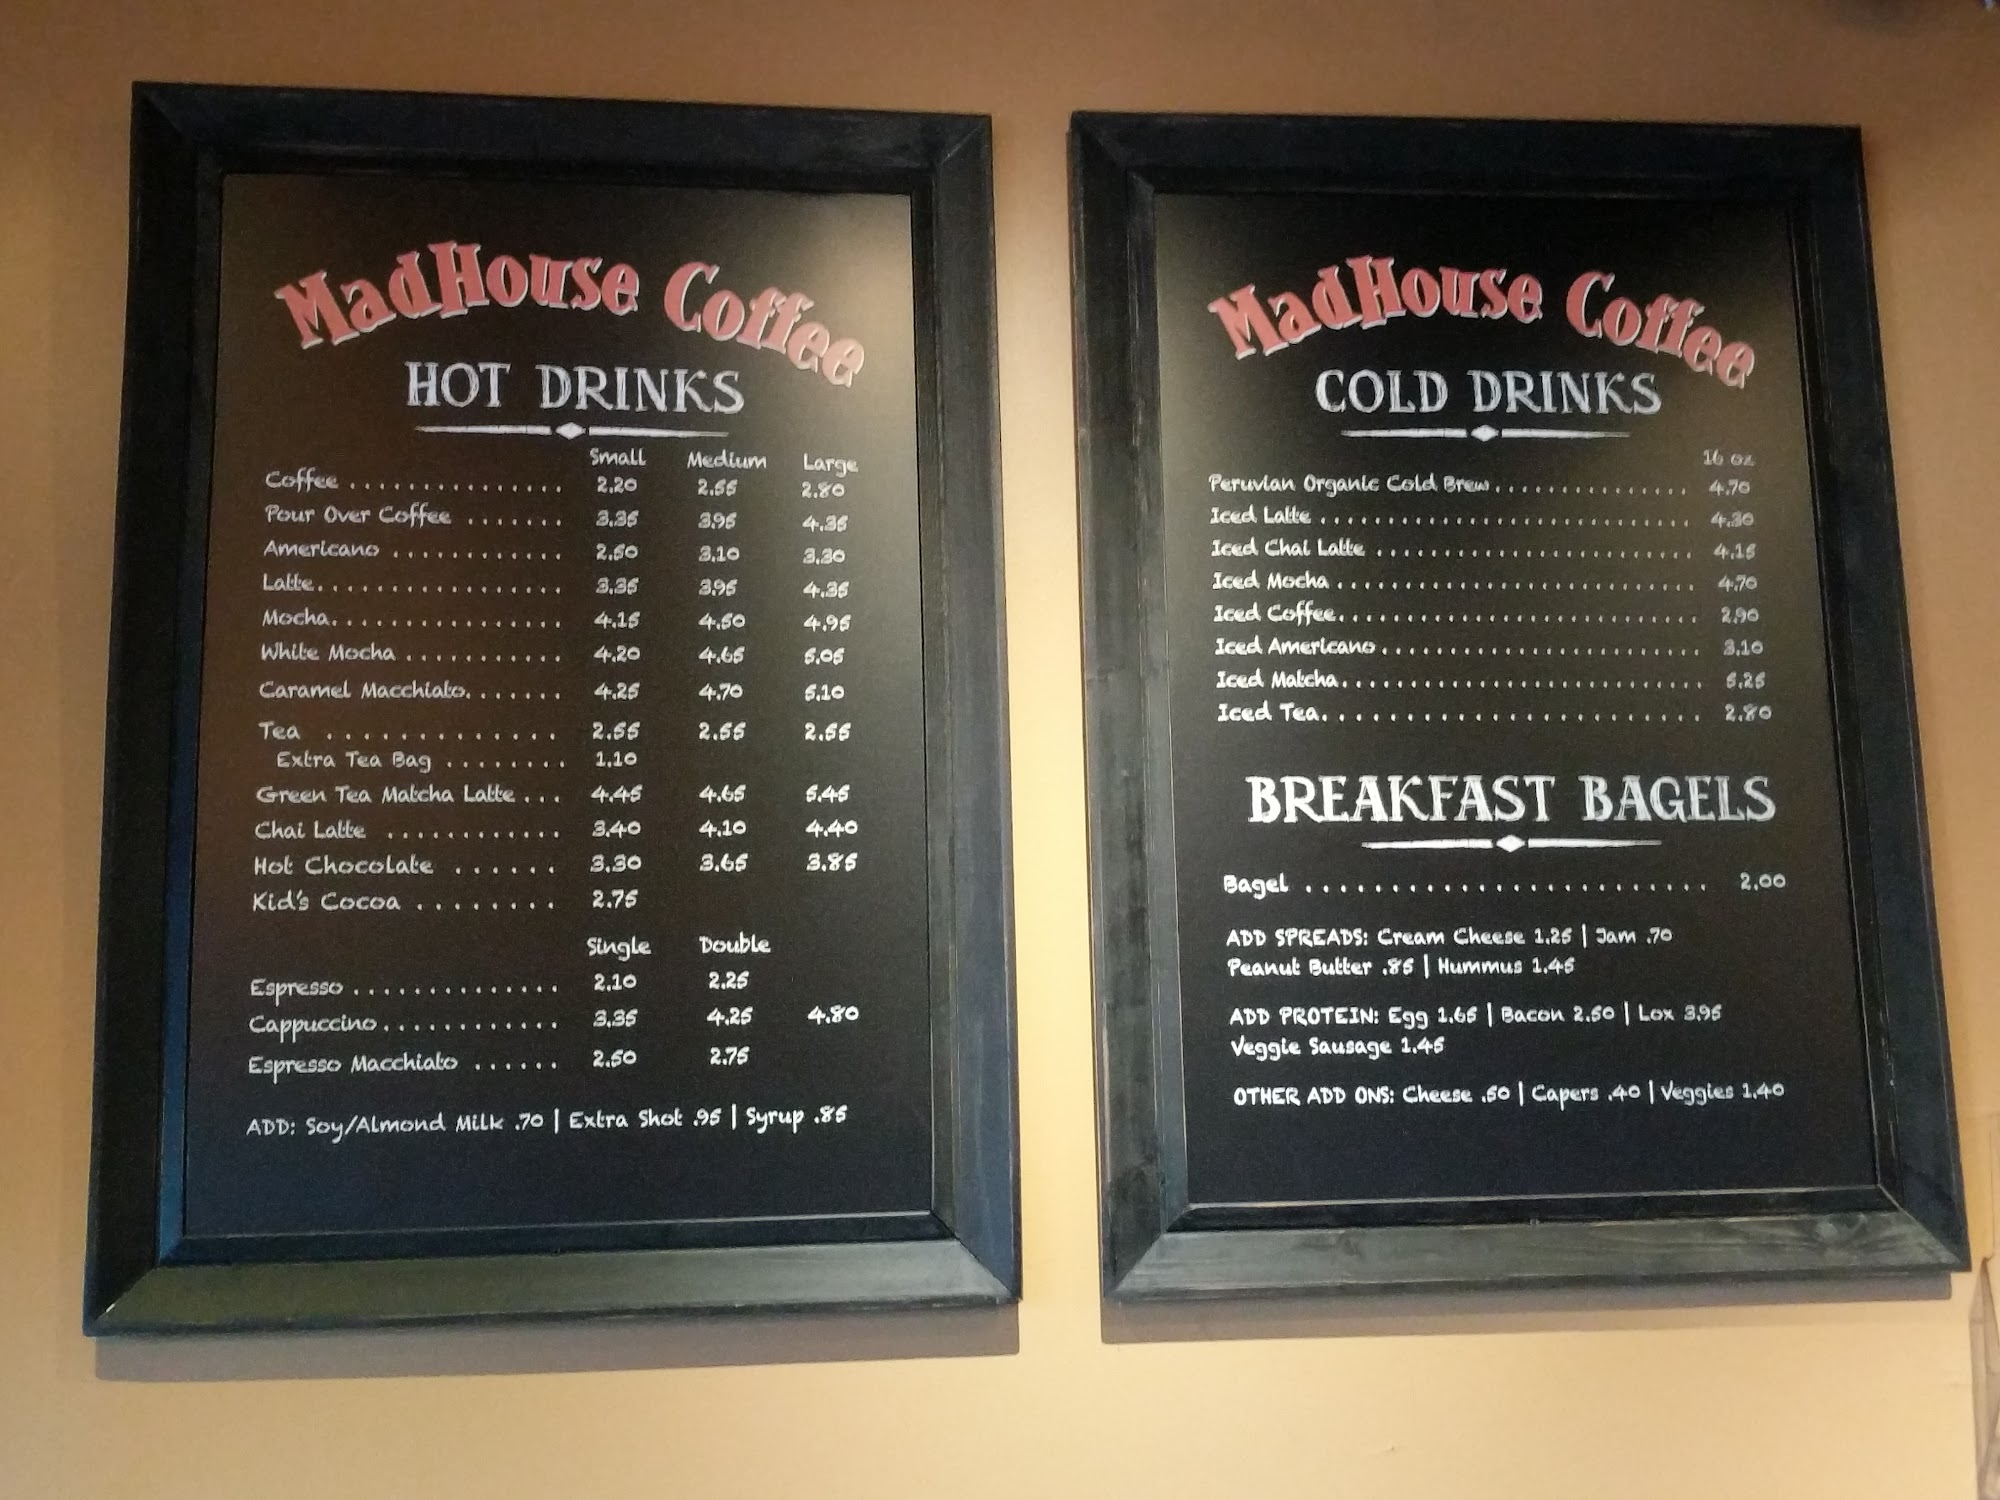 MadHouse Coffee
HOT DRINKS
Small Medium Large
Coffee ............... 2.20 2.55 2.80
Pour Over Coffee ....... 3.35 3.95 4.35
Americano ............ 2.50 3.10 3.30
Latte................. 3.35 3.95 4.35
Mocha................ 4.15 4.50 4.95
White Mocha ........... 4.20 4.65 5.05
Caramel Macchiato....... 4.25 4.70 5.10
Tea ............. 2.55 2.55 2.55
Extra Tea Bag ........ 1.10
Green Tea Matcha Latte ... 4.45 4.65 5.45
Chai Latte ............ 3.40 4.10 4.40
Hot Chocolate ...... 3.30 3.65 3.85
Kid's Cocoa ........ 2.75
Single Double
Espresso .............. 2.10 2.25
Cappuccino............ 3.35 4.25 4.80
Espresso Macchiato ...... 2.50 2.75
ADD: Soy/Almond Milk .70 | Extra Shot .95 | Syrup .85
MadHouse Coffee
COLD DRINKS
16 oz
Peruvian Organic Cold Brew............... 4.70
Iced Latte ............................ 4.30
Iced Chai Latte ........................ 4.15
Iced Mocha ........................... 4.70
Iced Coffee............................ 2.90
Iced Americano ........................ 3.10
Iced Matcha............................ 5.25
Iced Tea.............................. 2.80
BREAKFAST BAGELS
Bagel .......................... 2.00
ADD SPREADS: Cream Cheese 1.25 | Jam .70
Peanut Butter .85 | Hummus 1.45
ADD PROTEIN: Egg 1.65 | Bacon 2.50 | Lox 3.95
Veggie Sausage 1.45
OTHER ADD ONS: Cheese .50 | Capers .40 | Veggies 1.40